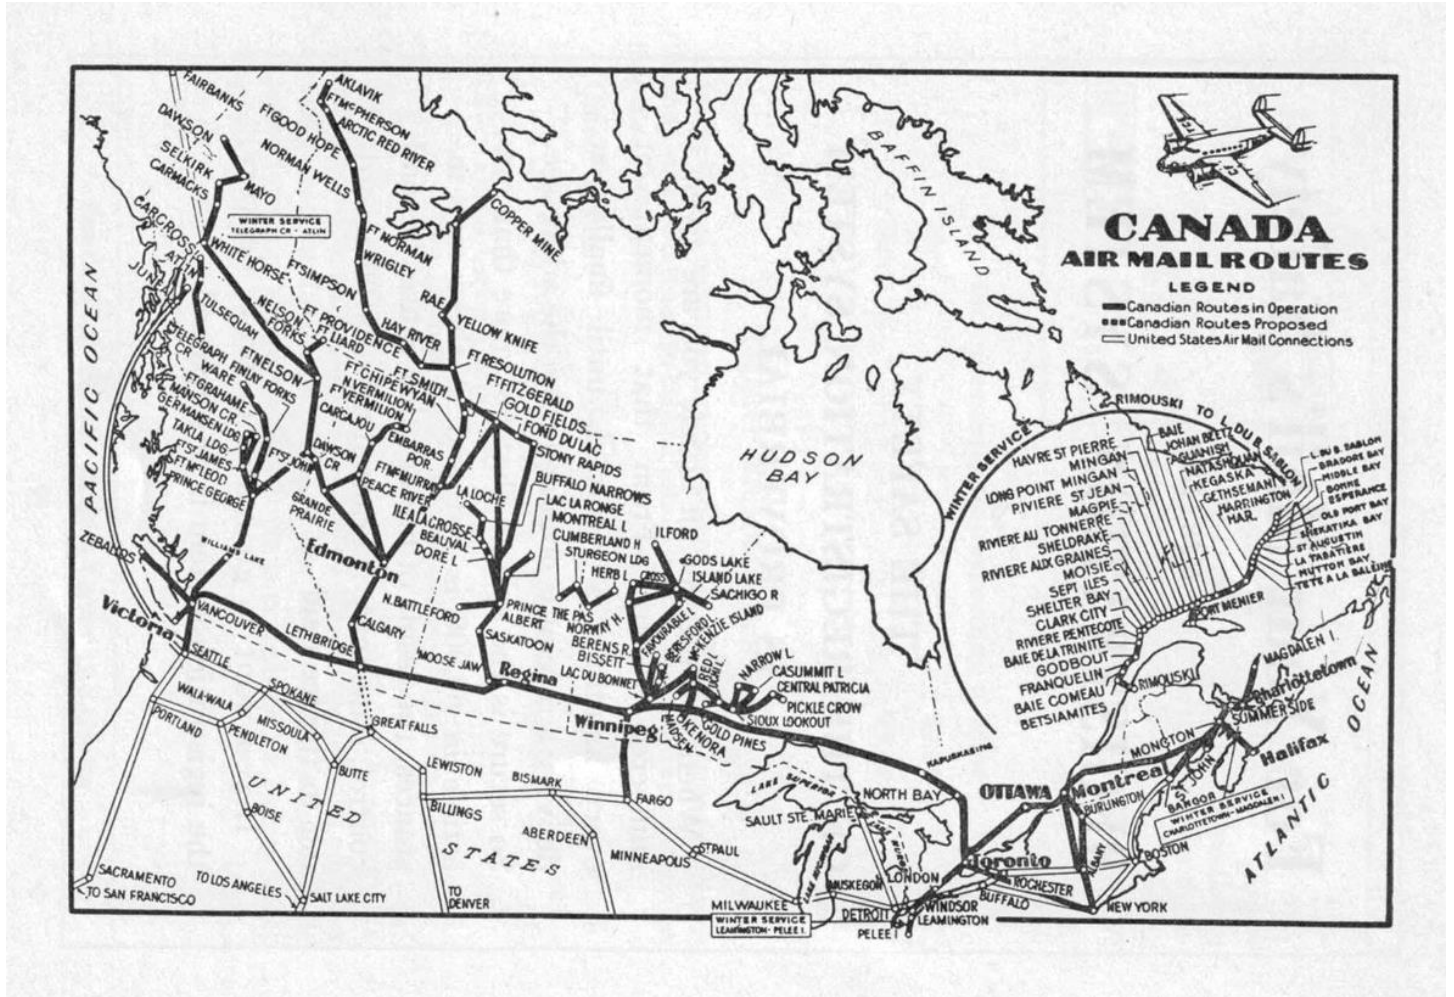 CANADA
AIR MAIL ROUTES
LEGEND
Canadian Routes in Operation
Canadian Routes Proposed
United States Air Mail Connections
FAIRBANKS
DAWSON
SELKIRK
CARMACKS
MAYO
CARCROSS
ATLIN
WINTER SERVICE
TELEGRAPH CR - ATLIN
WHITE HORSE
TULSEQUAH
TELEGRAPH
CR
AKLAVIK
FT MCPHERSON
ARCTIC RED RIVER
FT GOOD HOPE
NORMAN WELLS
FT NORMAN
WRIGLEY
FT SIMPSON
FT PROVIDENCE
HAY RIVER
COPPER MINE
RAE
YELLOW KNIFE
FT RESOLUTION
FT SMITH
FT FITZGERALD
GOLD FIELDS
FOND DU LAC
STONY RAPIDS
NELSON
FORKS
FT
LIARD
FT NELSON
FT CHIPEWYAN
N VERMILION
FT VERMILION
CARCAJOU
EMBARRAS
POR.
WARE
FINLAY FORKS
FT GRAHAME
MANSON CR.
GERMANSEN LDG
TAKLA LDG
FT ST JAMES
FT MCLEOD
PRINCE GEORGE
FT ST JOHN
DAWSON
CR
FT MCMURRAY
PEACE RIVER
GRANDE
PRAIRIE
LA LOCHE
BUFFALO NARROWS
LAC LA RONGE
MONTREAL L
CUMBERLAND H
STURGEON LDG
HERB L
ILE A LA CROSSE
BEAUVAL
DORE L
ILFORD
CROSS
GODS LAKE
ISLAND LAKE
SACHIGO R
PACIFIC OCEAN
WILLIAMS LAKE
Edmonton
N. BATTLEFORD
PRINCE
ALBERT
THE PAS
NORWAY H.
BERENS R.
BISSETT
LAC DU BONNET
FAVOURABLE L
BERESFORD L
MCKENZIE ISLAND
RED L
NARROW L
CASUMMIT L
CENTRAL PATRICIA
PICKLE CROW
SIOUX LOOKOUT
GOLD PINES
KENORA
MADSEN
ZEBALLOS
Victoria
VANCOUVER
CALGARY
LETHBRIDGE
SASKATOON
MOOSE JAW
Regina
Winnipeg
HUDSON
BAY
BAFFIN ISLAND
WINTER SERVICE
RIMOUSKI TO L. DU B. SABLON
HAVRE ST PIERRE
MINGAN
LONG POINT MINGAN
RIVIERE ST JEAN
MAGPIE
RIVIERE AU TONNERRE
SHELDRAKE
RIVIERE AUX GRAINES
MOISIE
SEPT ILES
SHELTER BAY
CLARK CITY
RIVIERE PENTECOTE
BAIE DE LA TRINITE
GODBOUT
FRANQUELIN
BAIE COMEAU
BETSIAMITES
BAIE
JOHAN BEETZ
AGUANISH
NATASHQUAN
KEGASKA
GETHSEMANI
HARRINGTON
HAR.
L. DU B. SABLON
BRADORE BAY
MIDDLE BAY
BONNE
ESPERANCE
OLD FORT BAY
SHEKATIKA BAY
ST AUGUSTIN
LA TABATIERE
MUTTON BAY
TETE A LA BALEINE
PORT MENIER
RIMOUSKI
MAGDALEN I.
Charlottetown
SUMMERSIDE
MONCTON
Halifax
ST JOHN
BANGOR
WINTER SERVICE
CHARLOTTETOWN - MAGDALEN I
ATLANTIC
OCEAN
SEATTLE
WALA-WALA
SPOKANE
PORTLAND
PENDLETON
MISSOULA
GREAT FALLS
BUTTE
LEWISTON
BILLINGS
BISMARK
FARGO
ABERDEEN
MINNEAPOLIS
ST PAUL
BOISE
UNITED
STATES
SACRAMENTO
TO SAN FRANCISCO
TO LOS ANGELES
SALT LAKE CITY
TO
DENVER
KAPUSKASING
LAKE SUPERIOR
NORTH BAY
SAULT STE. MARIE
OTTAWA
Montreal
BURLINGTON
Toronto
LONDON
ROCHESTER
BUFFALO
ALBANY
BOSTON
NEW YORK
LAKE MICHIGAN
MUSKEGON
MILWAUKEE
DETROIT
WINDSOR
LEAMINGTON
PELEE I
WINTER SERVICE
LEAMINGTON - PELEE I.